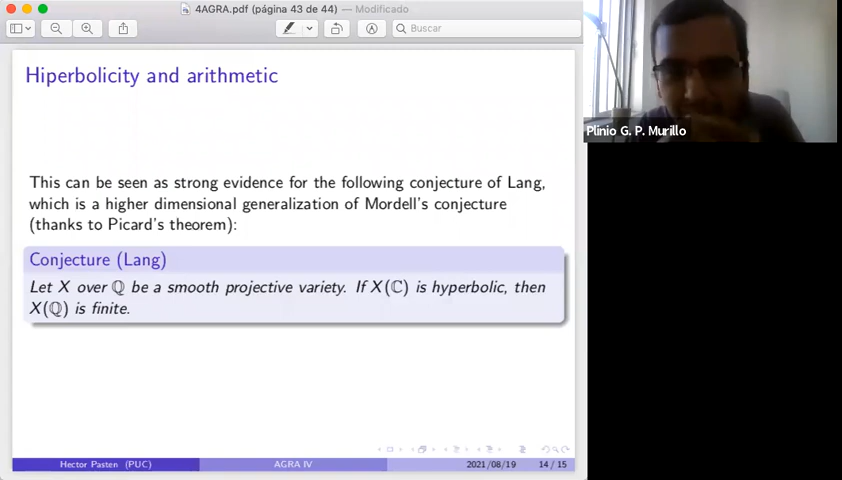 4AGRA.pdf (página 43 de 44) — Modificado
Buscar
Hiperbolicity and arithmetic
Plinio G. P. Murillo
This can be seen as strong evidence for the following conjecture of Lang,
which is a higher dimensional generalization of Mordell's conjecture
(thanks to Picard's theorem):
Conjecture (Lang)
Let X over ℚ be a smooth projective variety. If X(ℂ) is hyperbolic, then
X(ℚ) is finite.
Hector Pasten (PUC) AGRA IV 2021/08/19 14 / 15